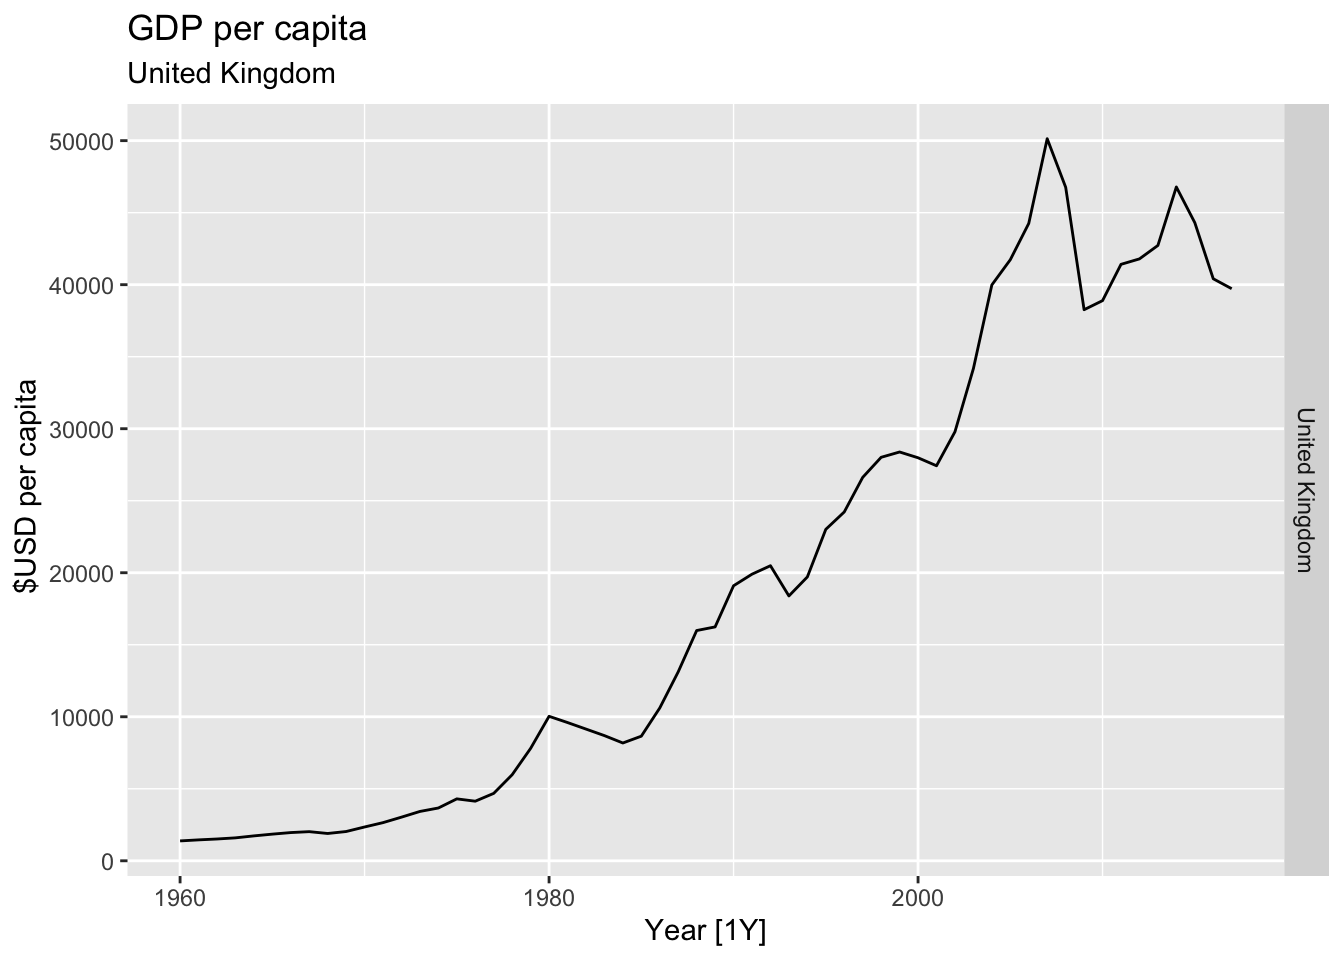 GDP per capita
United Kingdom
50000
40000
30000
20000
10000
0
$USD per capita
United Kingdom
1960
1980
2000
Year [1Y]